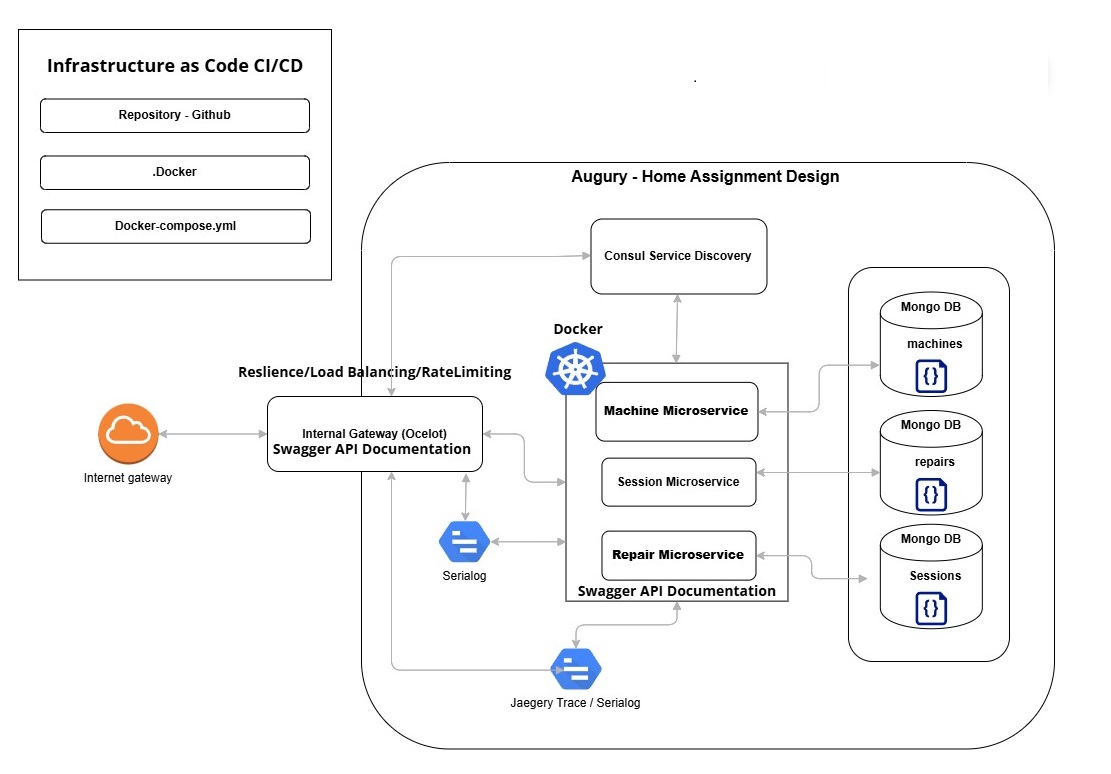 Infrastructure as Code CI/CD
Repository - Github
.Docker
Docker-compose.yml
Augury - Home Assignment Design
Consul Service Discovery
Docker
Reslience/Load Balancing/RateLimiting
Internal Gateway (Ocelot)
Swagger API Documentation
Internet gateway
Serialog
Machine Microservice
Session Microservice
Repair Microservice
Swagger API Documentation
Jaegery Trace / Serialog
Mongo DB
machines
{}
Mongo DB
repairs
{}
Mongo DB
Sessions
{}